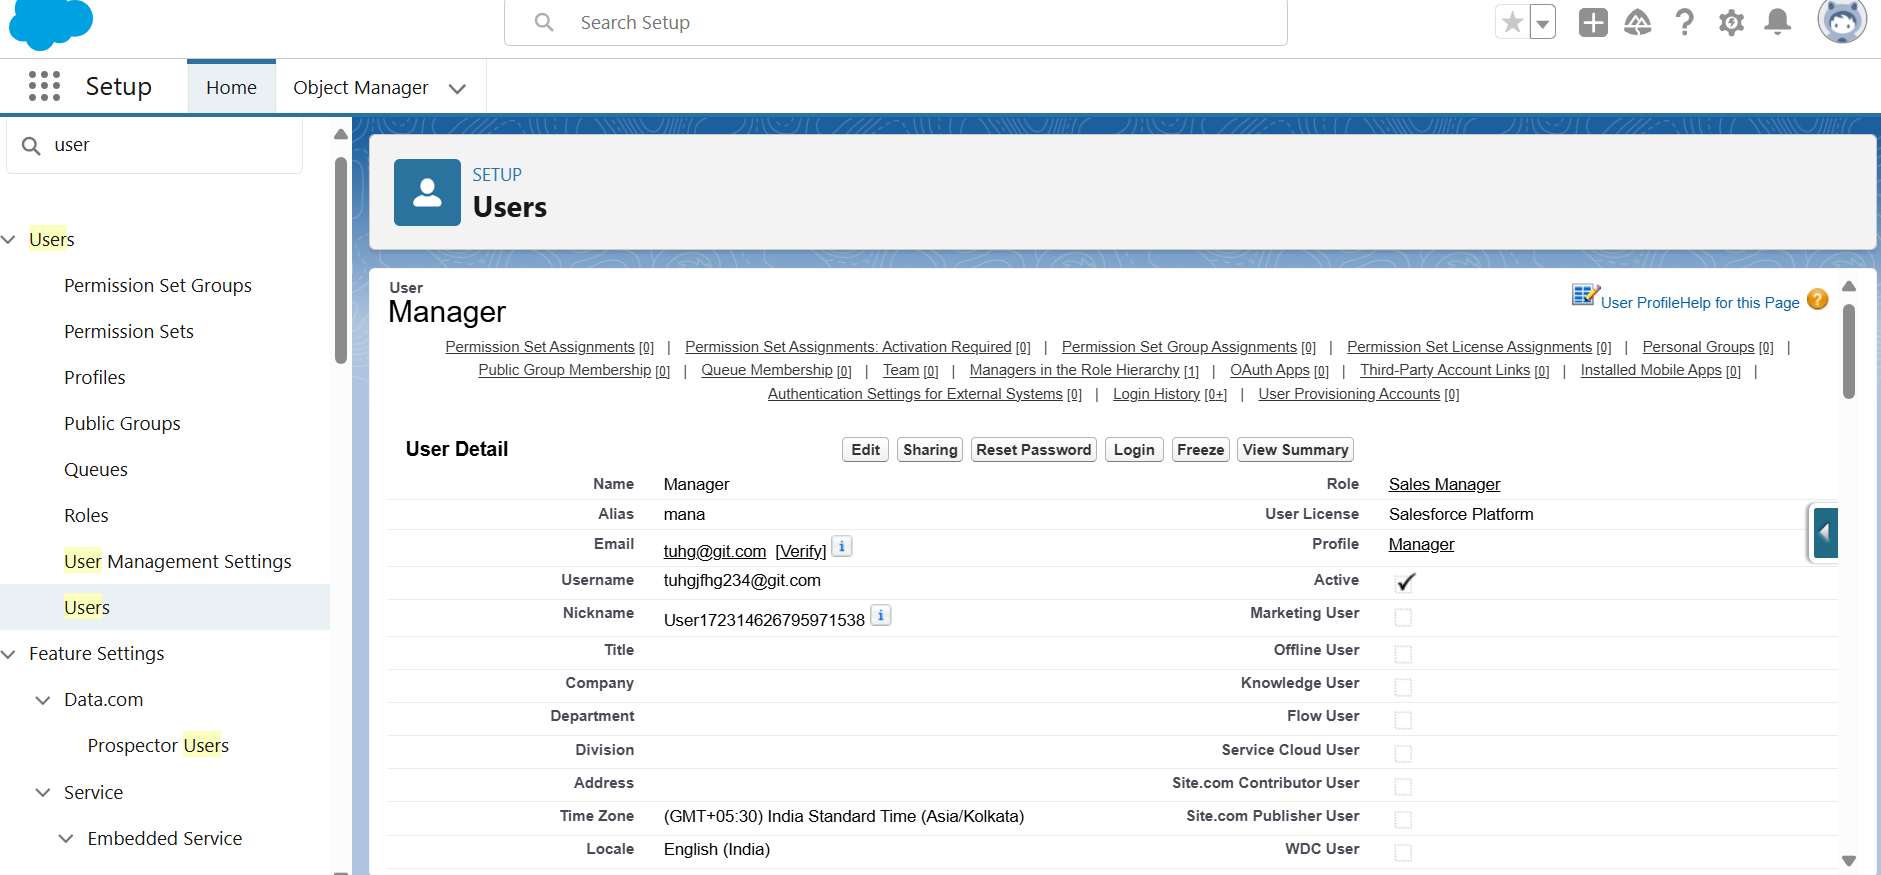 Search Setup
Setup
Home
Object Manager
user
Users
Permission Set Groups
Permission Sets
Profiles
Public Groups
Queues
Roles
User Management Settings
Users
Feature Settings
Data.com
Prospector Users
Service
Embedded Service
SETUP
Users
User
Manager
User Profile Help for this Page ?
Permission Set Assignments [0] | Permission Set Assignments: Activation Required [0] | Permission Set Group Assignments [0] | Permission Set License Assignments [0] | Personal Groups [0] |
Public Group Membership [0] | Queue Membership [0] | Team [0] | Managers in the Role Hierarchy [1] | OAuth Apps [0] | Third-Party Account Links [0] | Installed Mobile Apps [0] |
Authentication Settings for External Systems [0] | Login History [0+] | User Provisioning Accounts [0]
User Detail
Edit Sharing Reset Password Login Freeze View Summary
Name Manager Role Sales Manager
Alias mana User License Salesforce Platform
Email tuhg@git.com [Verify] i Profile Manager
Username tuhgjfhg234@git.com Active
Nickname User172314626795971538 i Marketing User
Title Offline User
Company Knowledge User
Department Flow User
Division Service Cloud User
Address Site.com Contributor User
Time Zone (GMT+05:30) India Standard Time (Asia/Kolkata) Site.com Publisher User
Locale English (India) WDC User